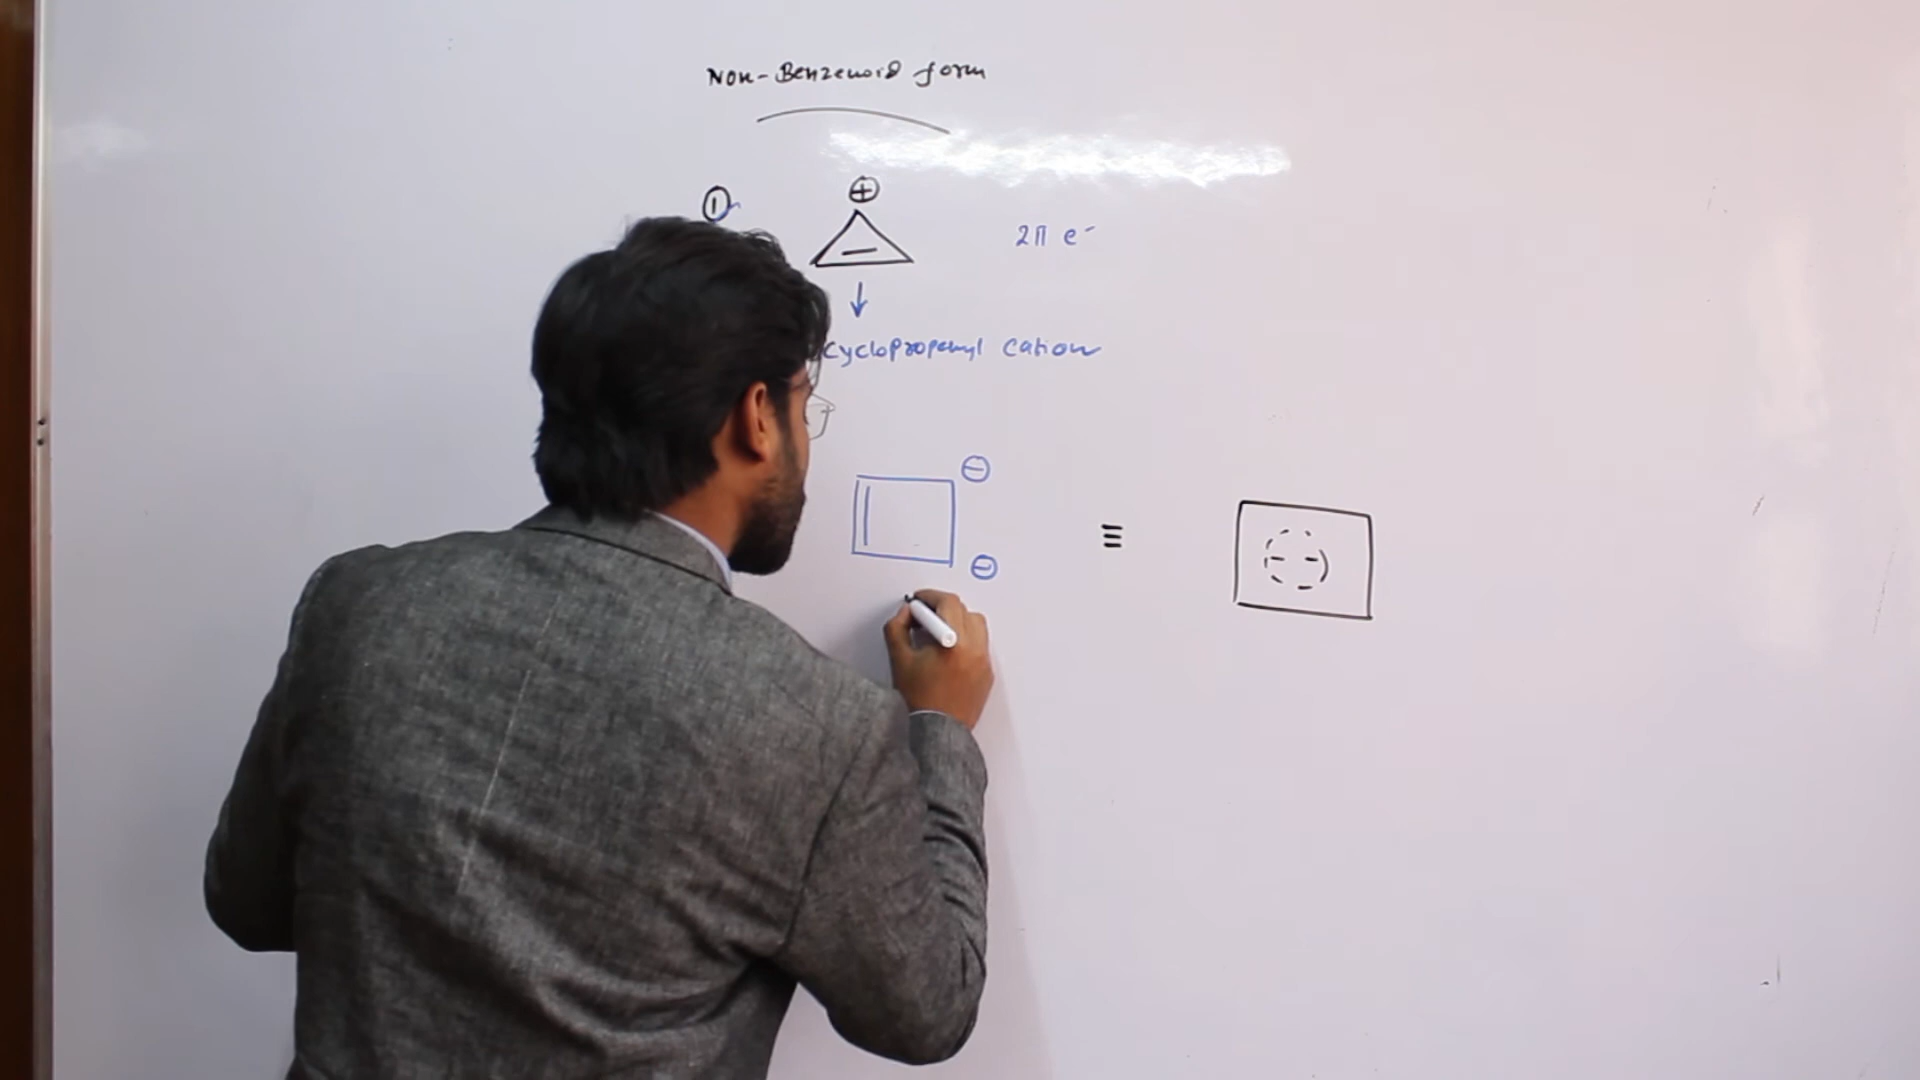 Non-Benzenoid form
① ⊕
2π e⁻
↓
cyclopropenyl cation
⊖
≡
⊖